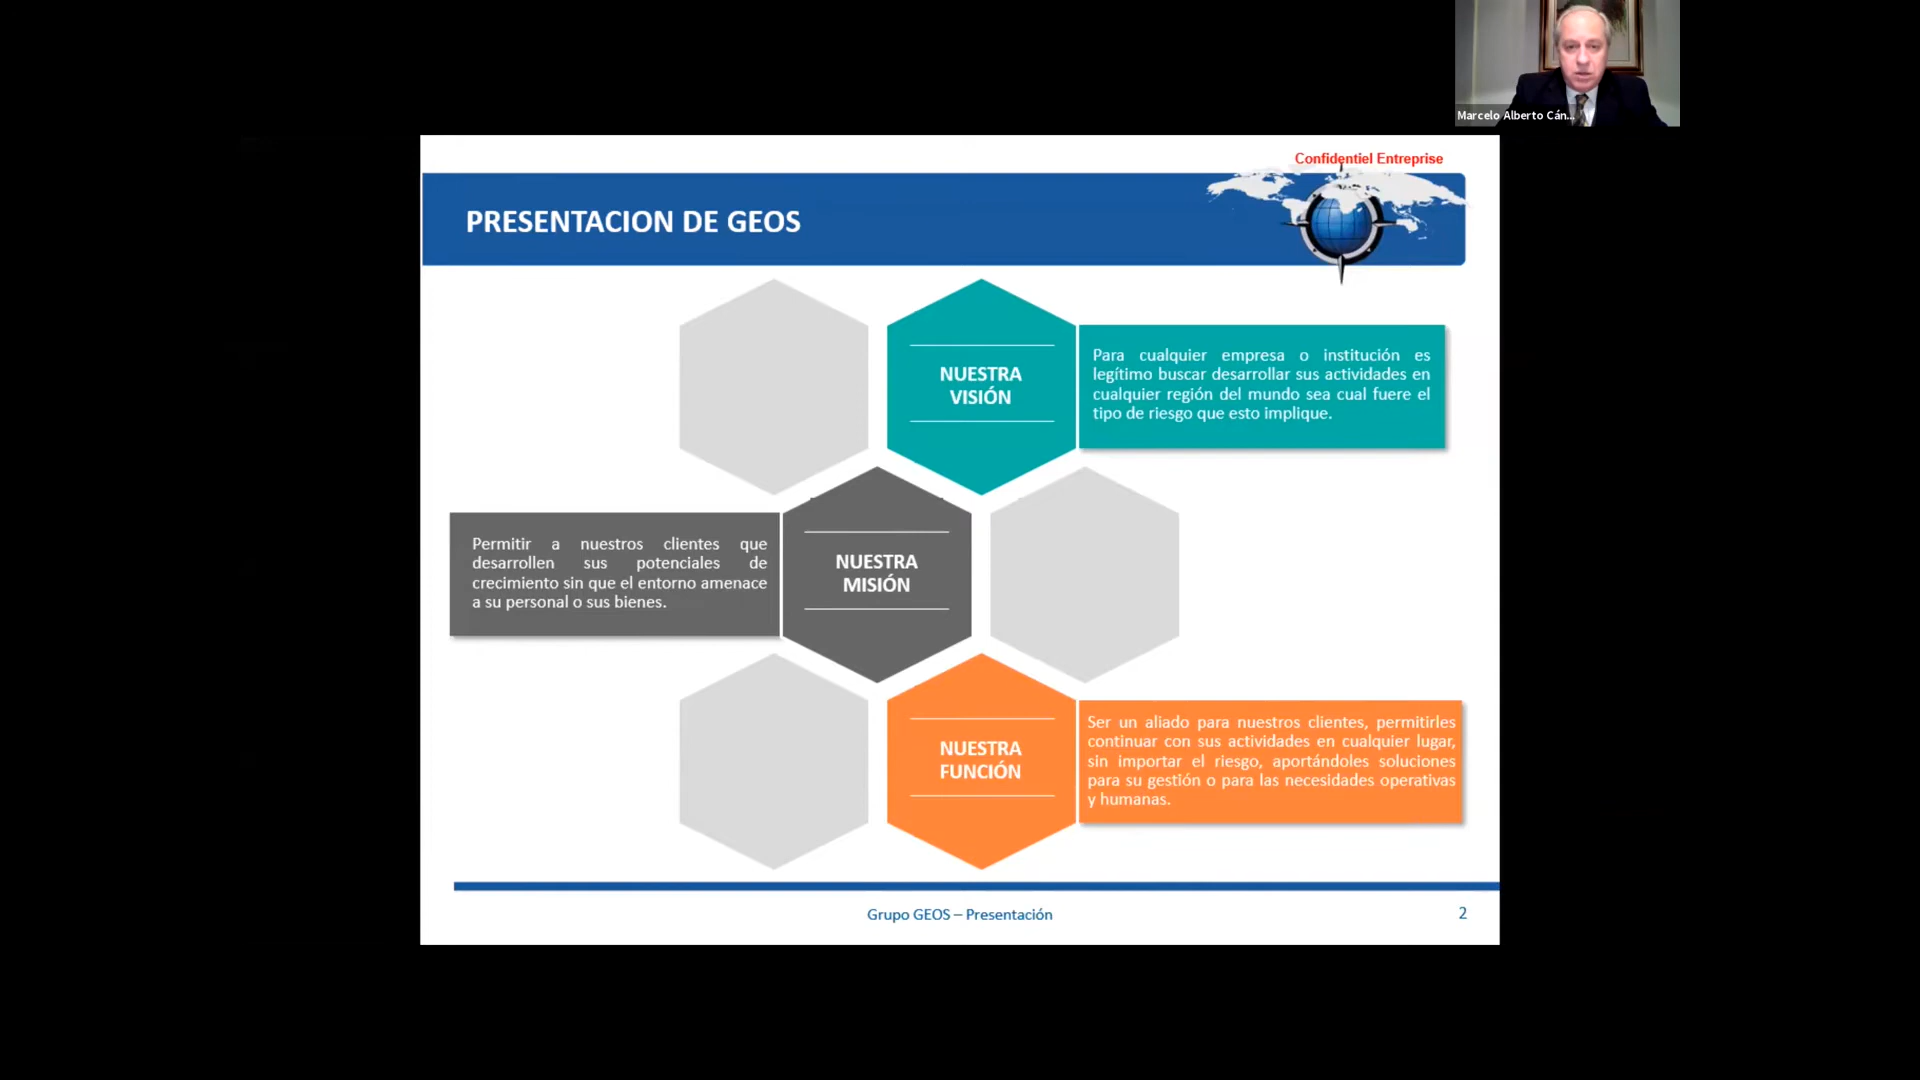 Marcelo Alberto Cán...
Confidentiel Entreprise
PRESENTACION DE GEOS
NUESTRA
VISIÓN
Para cualquier empresa o institución es
legítimo buscar desarrollar sus actividades en
cualquier región del mundo sea cual fuere el
tipo de riesgo que esto implique.
Permitir a nuestros clientes que
desarrollen sus potenciales de
crecimiento sin que el entorno amenace
a su personal o sus bienes.
NUESTRA
MISIÓN
NUESTRA
FUNCIÓN
Ser un aliado para nuestros clientes, permitirles
continuar con sus actividades en cualquier lugar,
sin importar el riesgo, aportándoles soluciones
para su gestión o para las necesidades operativas
y humanas.
Grupo GEOS – Presentación
2